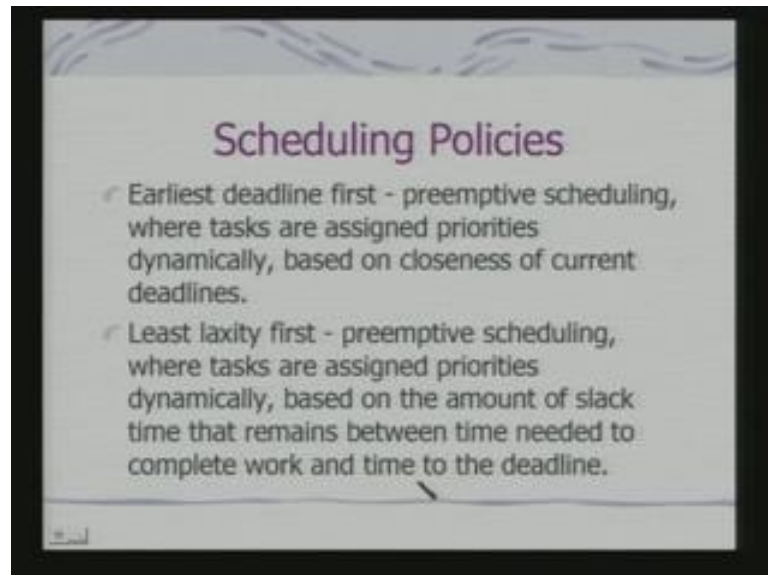 Scheduling Policies
Earliest deadline first - preemptive scheduling,
where tasks are assigned priorities
dynamically, based on closeness of current
deadlines.
Least laxity first - preemptive scheduling,
where tasks are assigned priorities
dynamically, based on the amount of slack
time that remains between time needed to
complete work and time to the deadline.